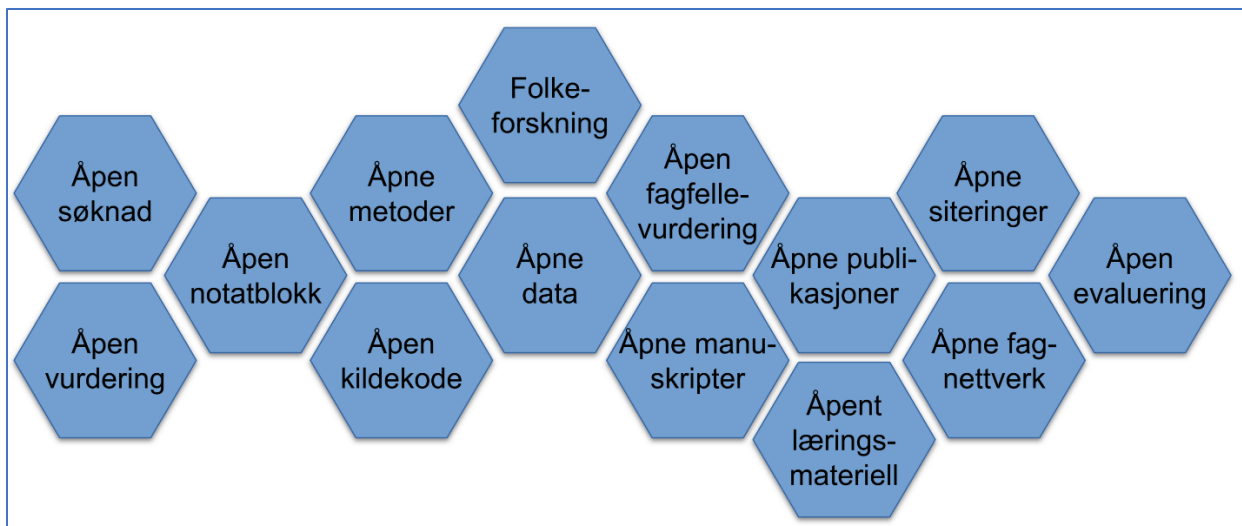 Folke-
forskning
Åpen
søknad
Åpne
metoder
Åpen
fagfelle-
vurdering
Åpne
siteringer
Åpen
notatblokk
Åpne
data
Åpne publi-
kasjoner
Åpen
evaluering
Åpen
vurdering
Åpen
kildekode
Åpne manu-
skripter
Åpne fag-
nettverk
Åpent
lærings-
materiell